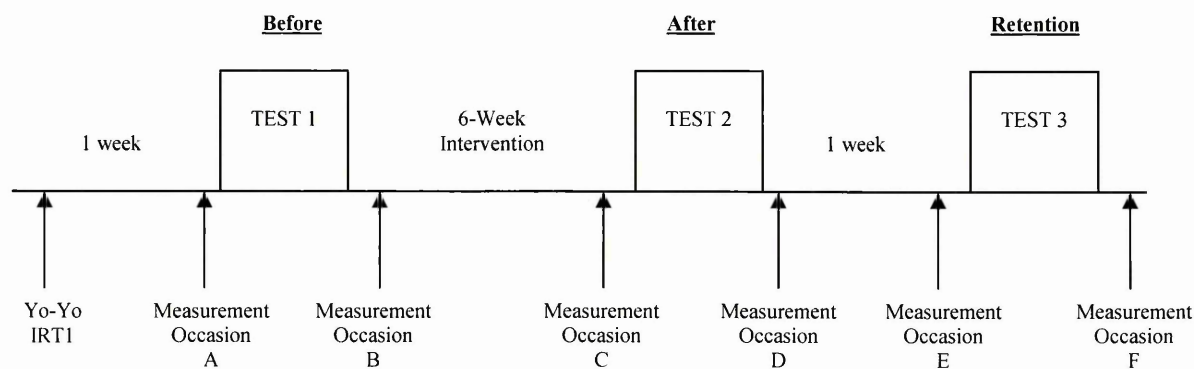 Before
After
Retention
TEST 1
TEST 2
TEST 3
1 week
6-Week
Intervention
1 week
Yo-Yo
IRT1
Measurement
Occasion
A
Measurement
Occasion
B
Measurement
Occasion
C
Measurement
Occasion
D
Measurement
Occasion
E
Measurement
Occasion
F